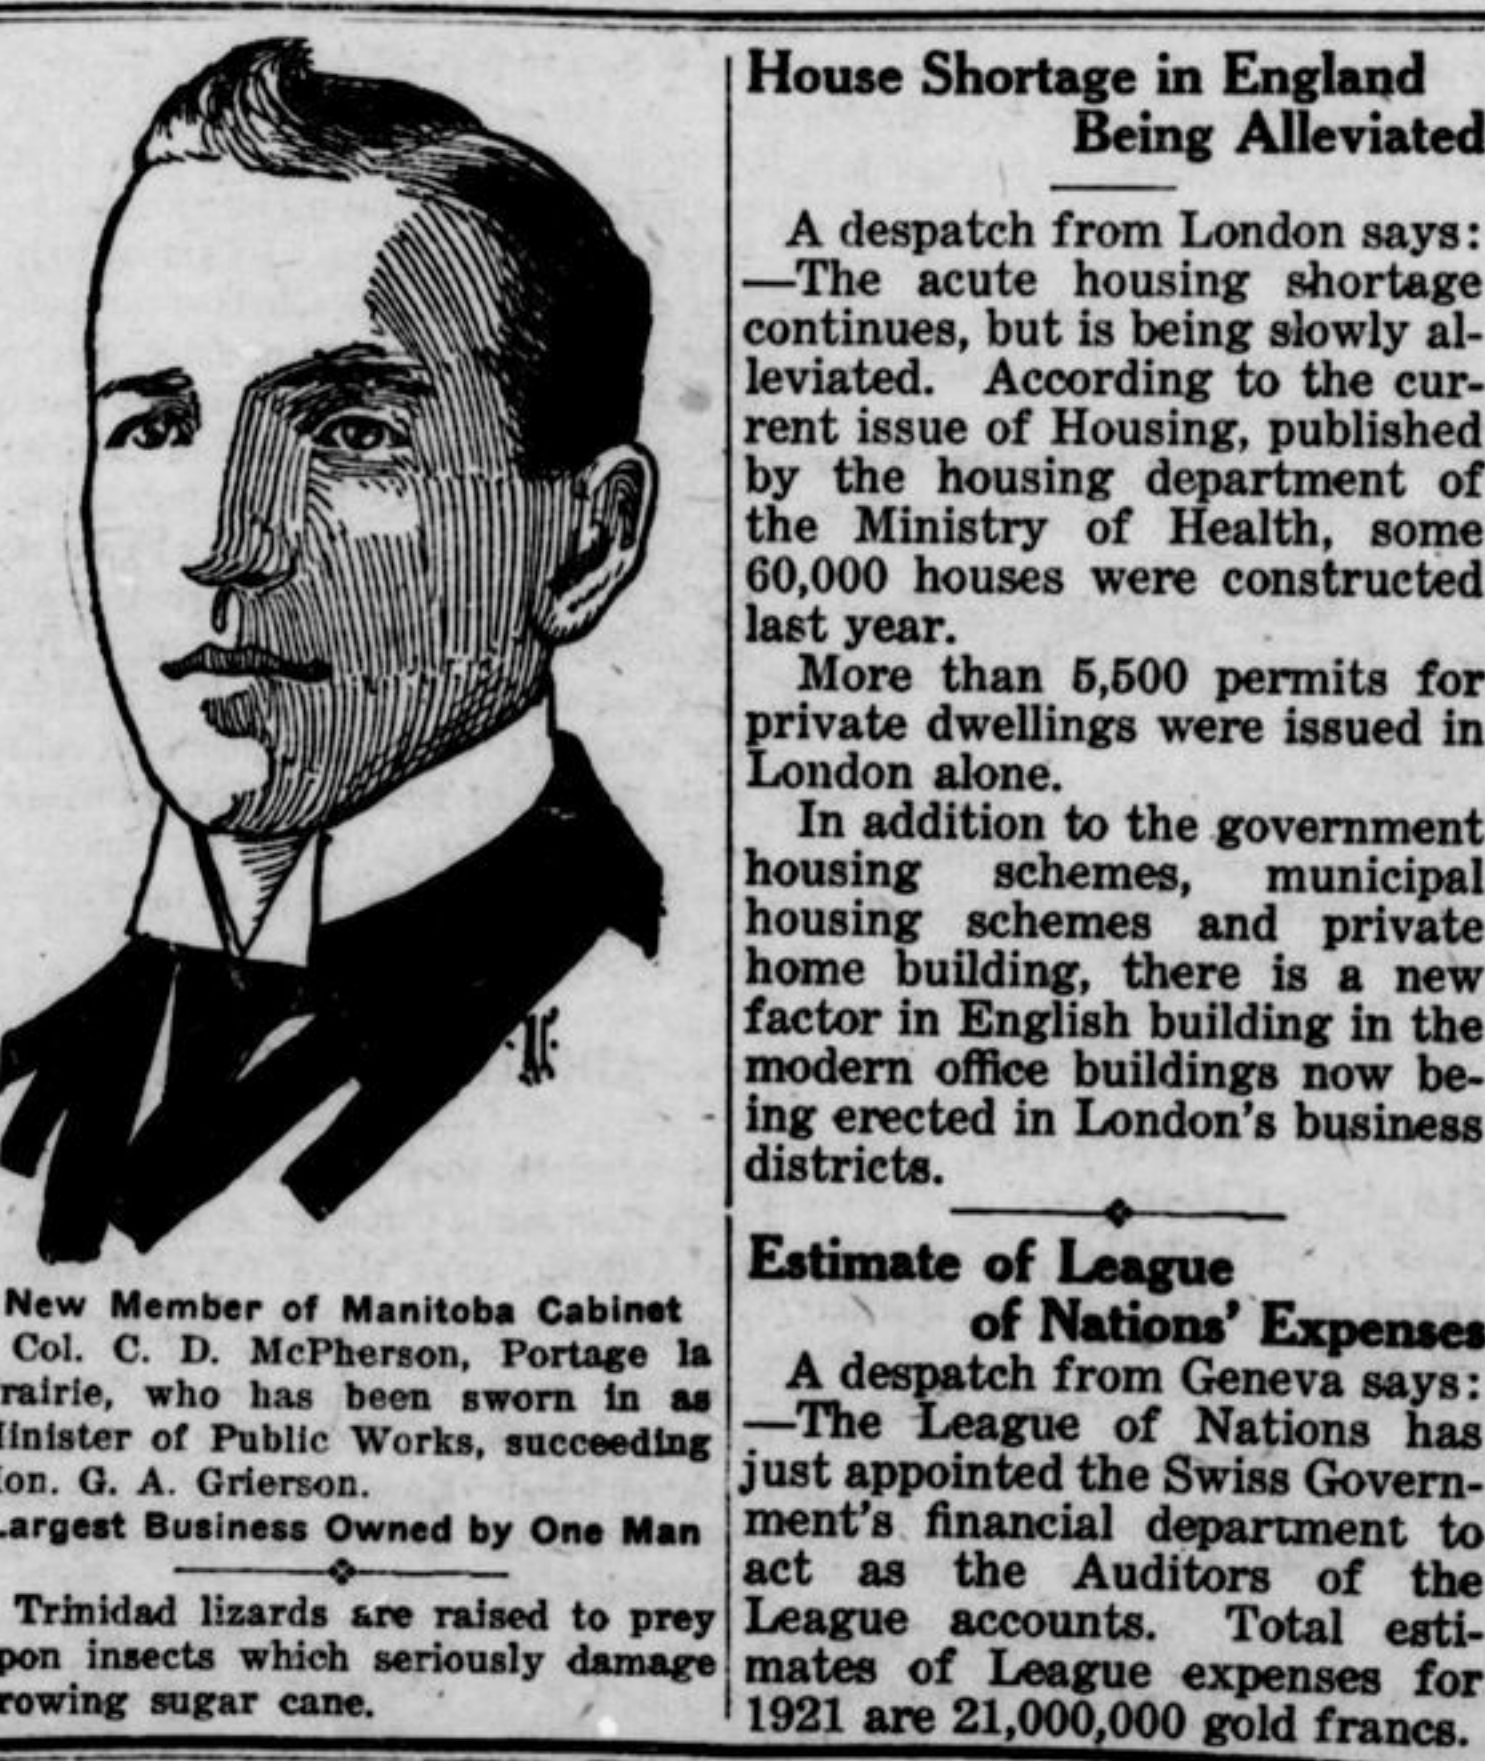 New Member of Manitoba Cabinet
Col. C. D. McPherson, Portage la
rairie, who has been sworn in as
inister of Public Works, succeeding
on. G. A. Grierson.
argest Business Owned by One Man
Trinidad lizards are raised to prey
pon insects which seriously damage
rowing sugar cane.
House Shortage in England
Being Alleviated
A despatch from London says:
—The acute housing shortage
continues, but is being slowly al-
leviated. According to the cur-
rent issue of Housing, published
by the housing department of
the Ministry of Health, some
60,000 houses were constructed
last year.
More than 5,500 permits for
private dwellings were issued in
London alone.
In addition to the government
housing schemes, municipal
housing schemes and private
home building, there is a new
factor in English building in the
modern office buildings now be-
ing erected in London's business
districts.
Estimate of League
of Nations' Expenses
A despatch from Geneva says:
—The League of Nations has
just appointed the Swiss Govern-
ment's financial department to
act as the Auditors of the
League accounts. Total esti-
mates of League expenses for
1921 are 21,000,000 gold francs.